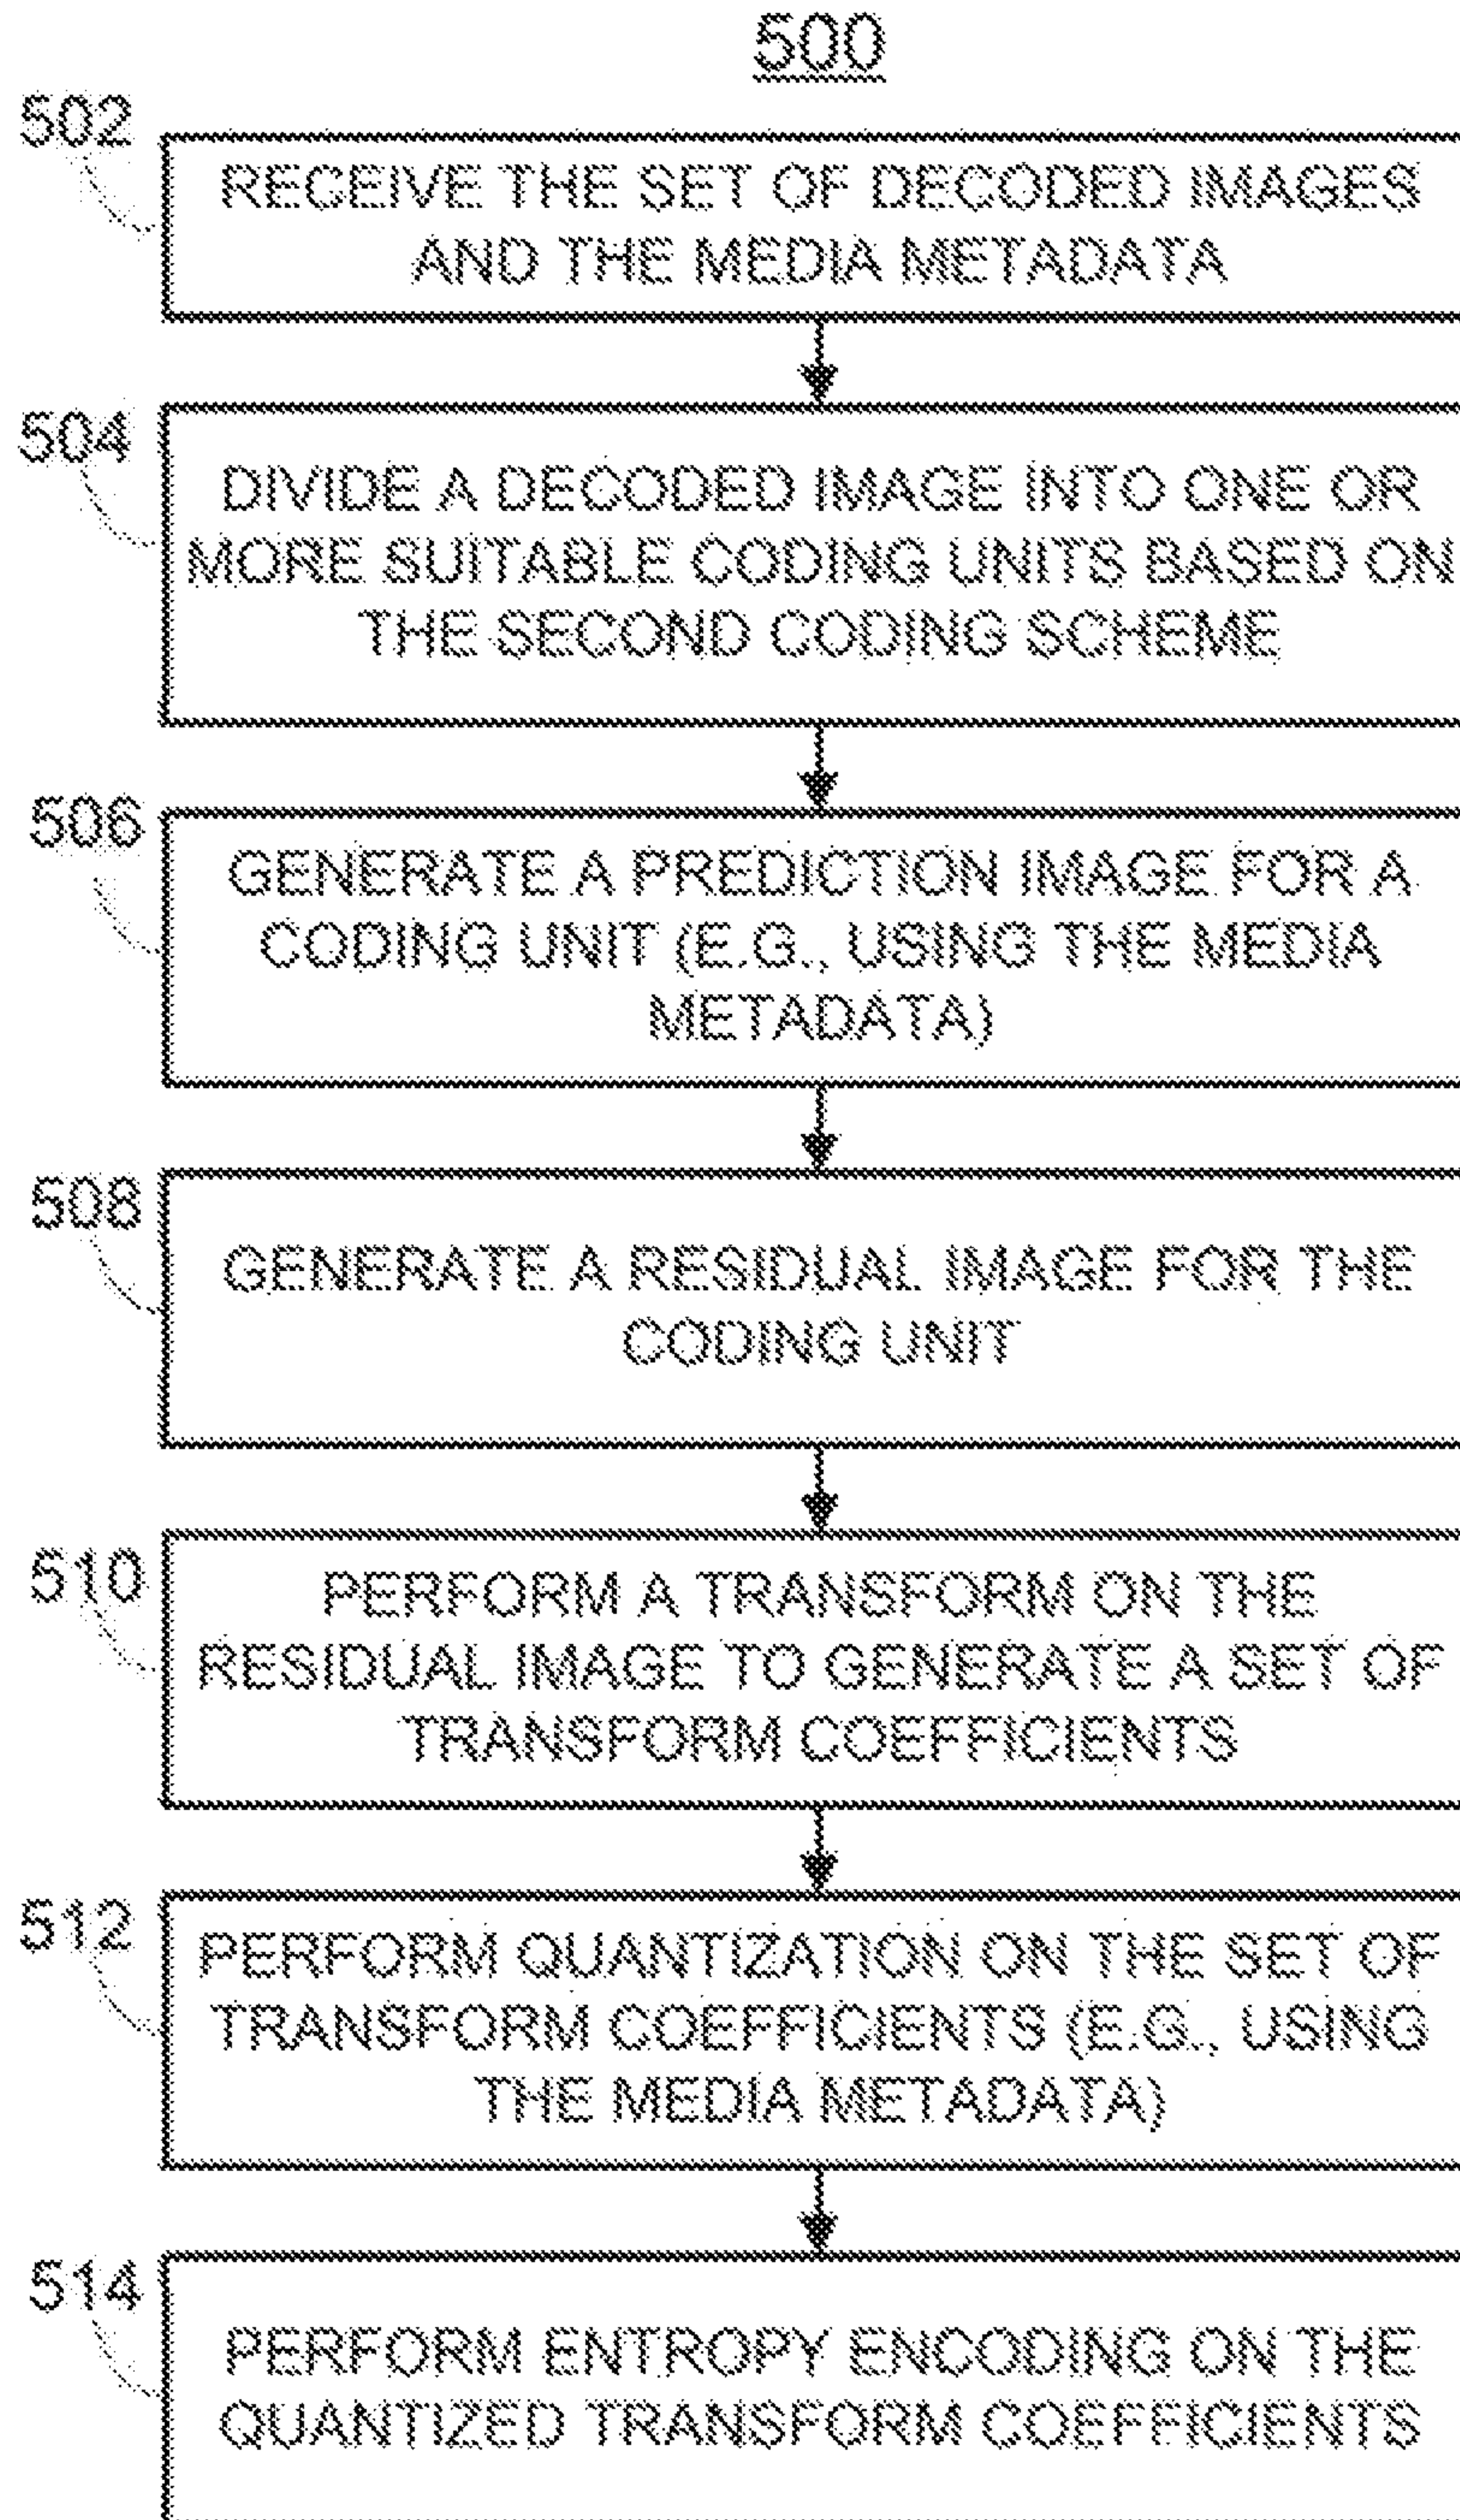 500
502
RECEIVE THE SET OF DECODED IMAGES
AND THE MEDIA METADATA
504
DIVIDE A DECODED IMAGE INTO ONE OR
MORE SUITABLE CODING UNITS BASED ON
THE SECOND CODING SCHEME
506
GENERATE A PREDICTION IMAGE FOR A
CODING UNIT (E.G., USING THE MEDIA
METADATA)
508
GENERATE A RESIDUAL IMAGE FOR THE
CODING UNIT
510
PERFORM A TRANSFORM ON THE
RESIDUAL IMAGE TO GENERATE A SET OF
TRANSFORM COEFFICIENTS
512
PERFORM QUANTIZATION ON THE SET OF
TRANSFORM COEFFICIENTS (E.G., USING
THE MEDIA METADATA)
514
PERFORM ENTROPY ENCODING ON THE
QUANTIZED TRANSFORM COEFFICIENTS